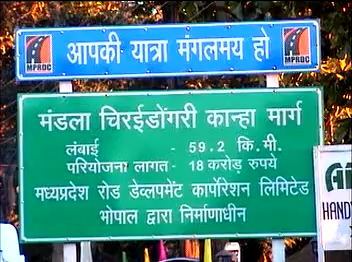 MPRDC आपकी यात्रा मंगलमय हो MPRDC
मंडला चिरईडोंगरी कान्हा मार्ग
लंबाई - 59.2 कि.मी.
परियोजना लागत - 18 करोड़ रुपये
मध्यप्रदेश रोड डेव्लपमेंट कार्पोरेशन लिमिटेड
भोपाल द्वारा निर्माणाधीन
HAND